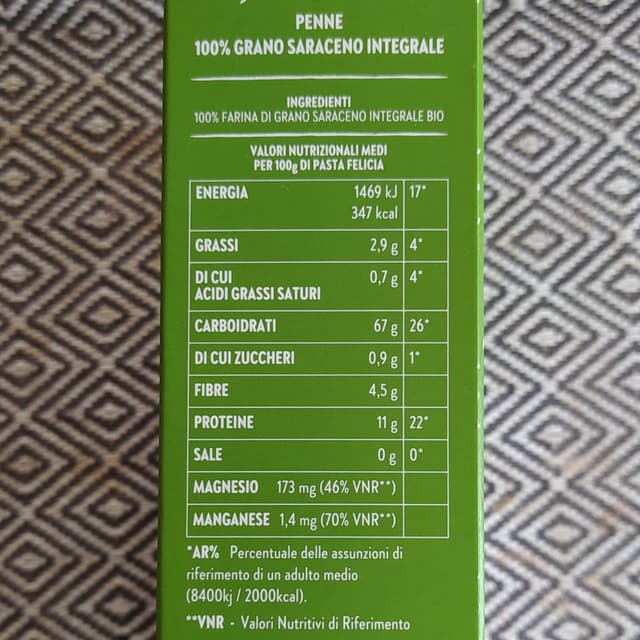 PENNE
100% GRANO SARACENO INTEGRALE
INGREDIENTI
100% FARINA DI GRANO SARACENO INTEGRALE BIO
VALORI NUTRIZIONALI MEDI
PER 100g DI PASTA FELICIA
ENERGIA 1469 kJ 17*
347 kcal
GRASSI 2,9 g 4*
DI CUI 0,7 g 4*
ACIDI GRASSI SATURI
CARBOIDRATI 67 g 26*
DI CUI ZUCCHERI 0,9 g 1*
FIBRE 4,5 g
PROTEINE 11 g 22*
SALE 0 g 0*
MAGNESIO 173 mg (46% VNR**)
MANGANESE 1,4 mg (70% VNR**)
*AR% Percentuale delle assunzioni di
riferimento di un adulto medio
(8400kj / 2000kcal).
**VNR - Valori Nutritivi di Riferimento